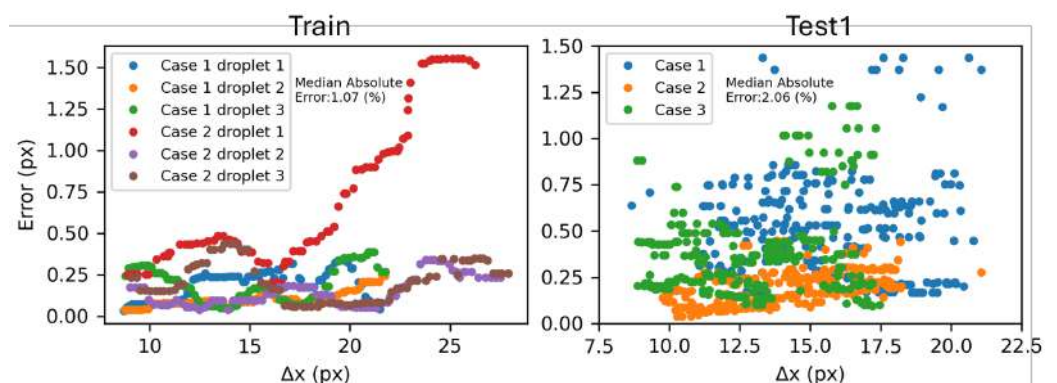 Train
Error (px)
1.50
1.25
1.00
0.75
0.50
0.25
0.00
Case 1 droplet 1
Case 1 droplet 2
Case 1 droplet 3
Case 2 droplet 1
Case 2 droplet 2
Case 2 droplet 3
Median Absolute
Error:1.07 (%)
10 15 20 25
Δx (px)
Test1
1.50
1.25
1.00
0.75
0.50
0.25
0.00
Case 1
Case 2
Case 3
Median Absolute
Error:2.06 (%)
7.5 10.0 12.5 15.0 17.5 20.0 22.5
Δx (px)